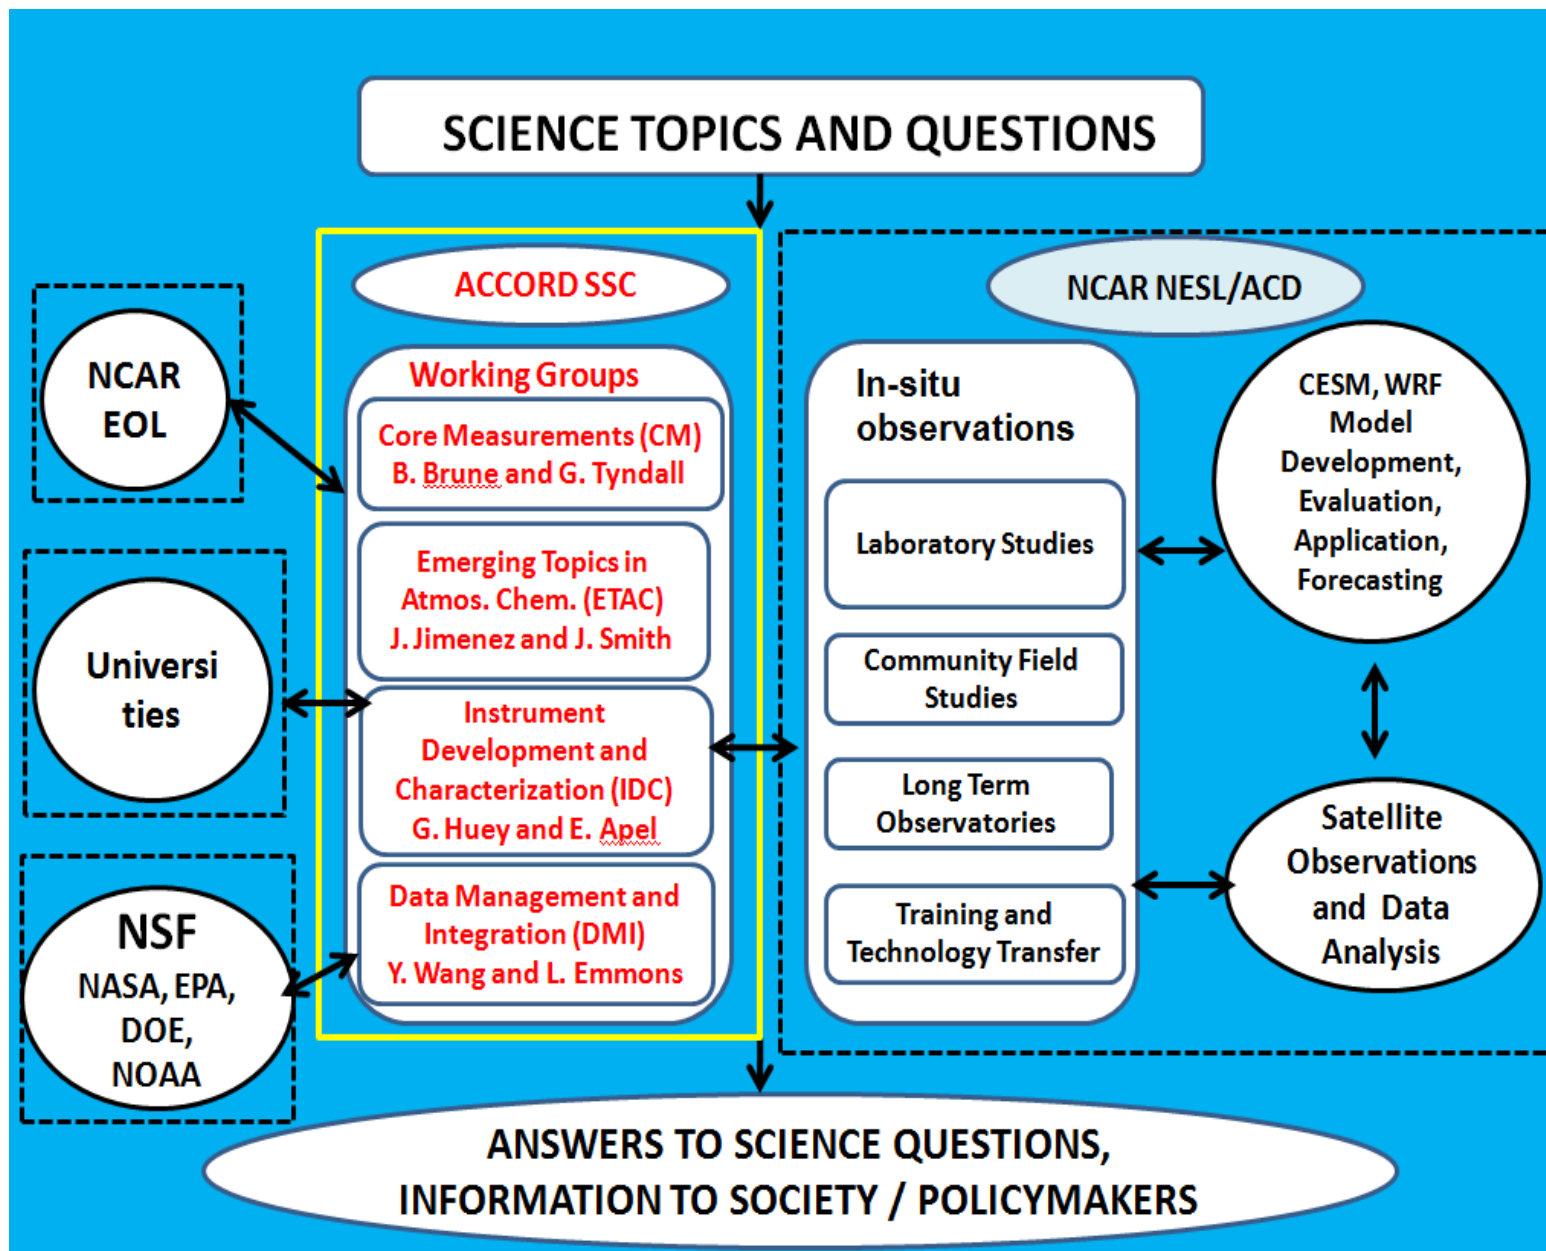 SCIENCE TOPICS AND QUESTIONS
ACCORD SSC
NCAR NESL/ACD
NCAR
EOL
Universi
ties
NSF
NASA, EPA,
DOE,
NOAA
Working Groups
Core Measurements (CM)
B. Brune and G. Tyndall
Emerging Topics in
Atmos. Chem. (ETAC)
J. Jimenez and J. Smith
Instrument
Development and
Characterization (IDC)
G. Huey and E. Apel
Data Management and
Integration (DMI)
Y. Wang and L. Emmons
In-situ
observations
Laboratory Studies
Community Field
Studies
Long Term
Observatories
Training and
Technology Transfer
CESM, WRF
Model
Development,
Evaluation,
Application,
Forecasting
Satellite
Observations
and Data
Analysis
ANSWERS TO SCIENCE QUESTIONS,
INFORMATION TO SOCIETY / POLICYMAKERS